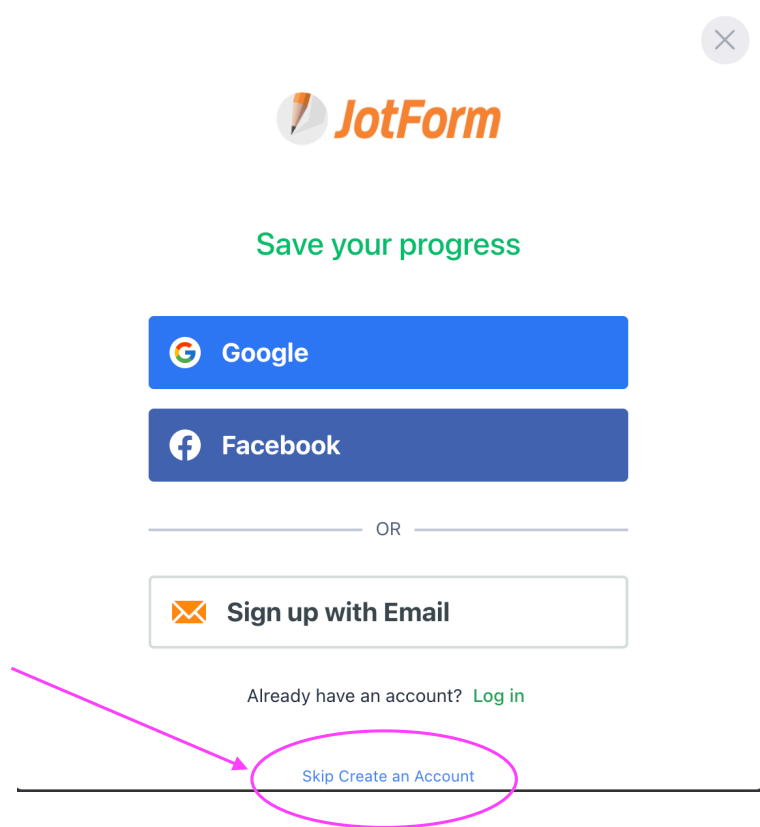 JotForm
Save your progress
Google
Facebook
OR
Sign up with Email
Already have an account? Log in
Skip Create an Account